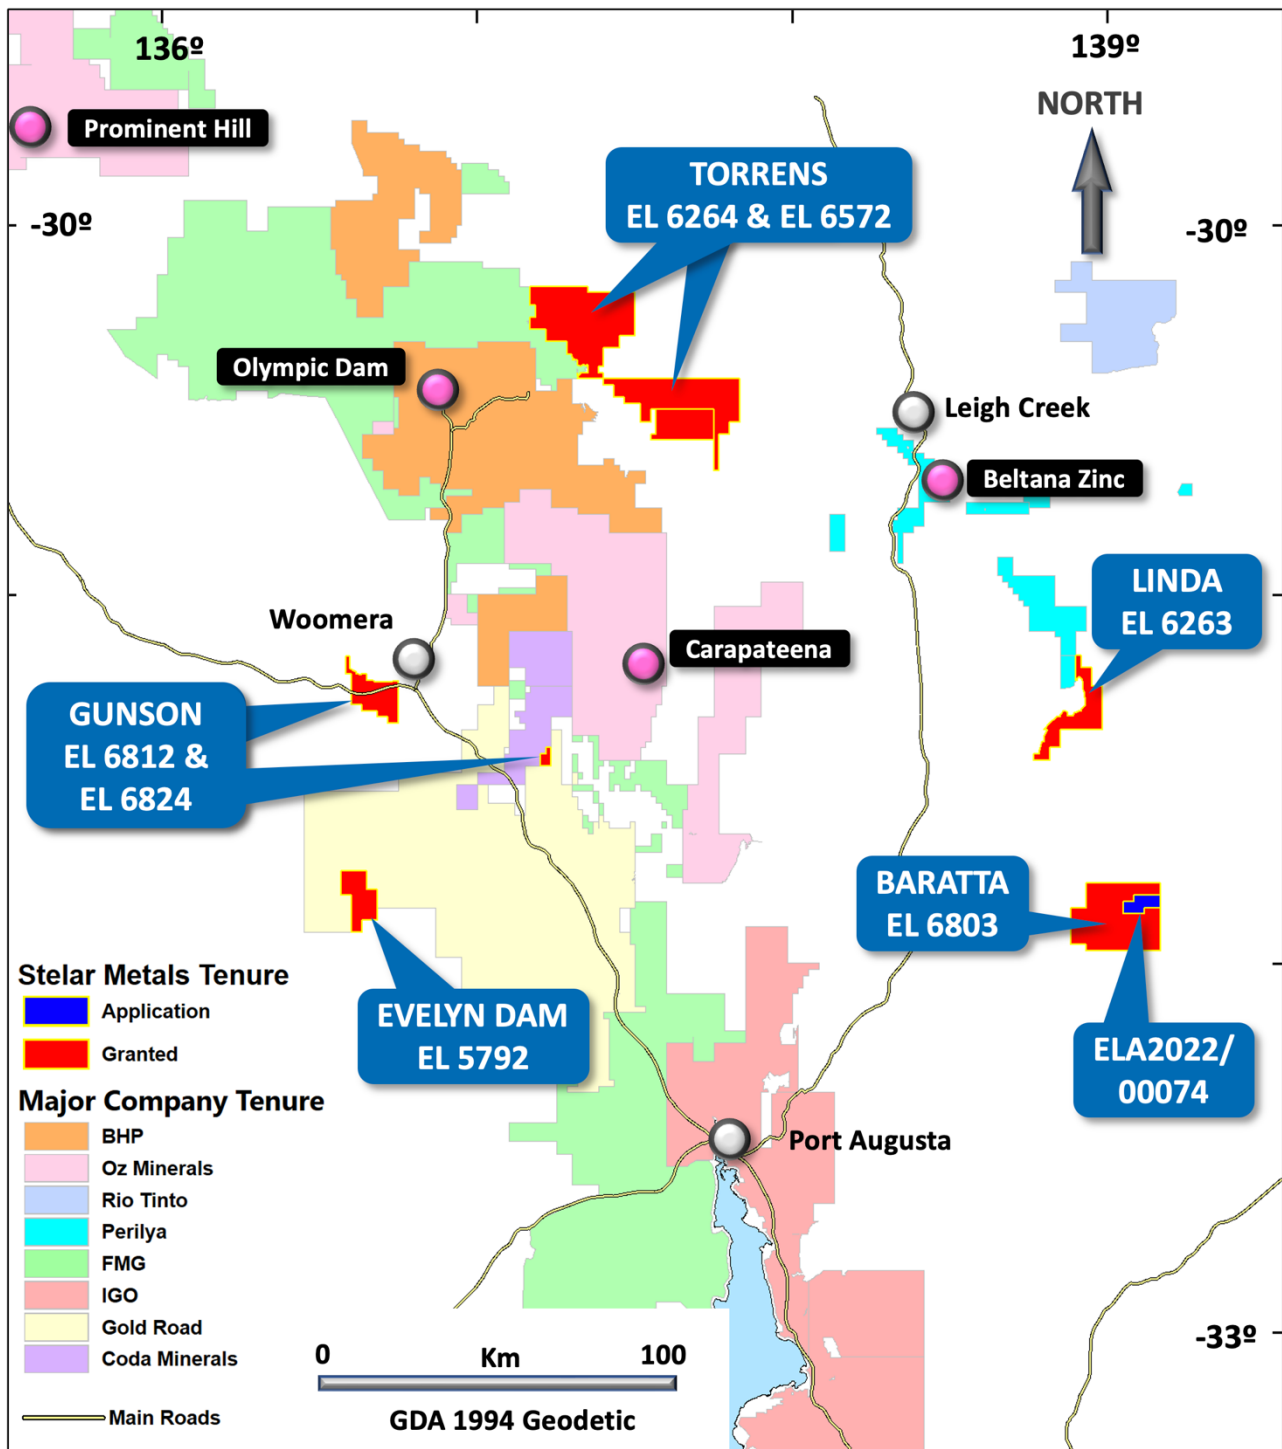 136º
139º
NORTH
Prominent Hill
TORRENS
EL 6264 & EL 6572
-30º
-30º
Olympic Dam
Leigh Creek
Beltana Zinc
LINDA
EL 6263
Woomera
Carapateena
GUNSON
EL 6812 &
EL 6824
BARATTA
EL 6803
Stelar Metals Tenure
Application
Granted
EVELYN DAM
EL 5792
ELA2022/
00074
Major Company Tenure
BHP
Oz Minerals
Rio Tinto
Perilya
FMG
IGO
Gold Road
Coda Minerals
Main Roads
Port Augusta
-33º
0 Km 100
GDA 1994 Geodetic